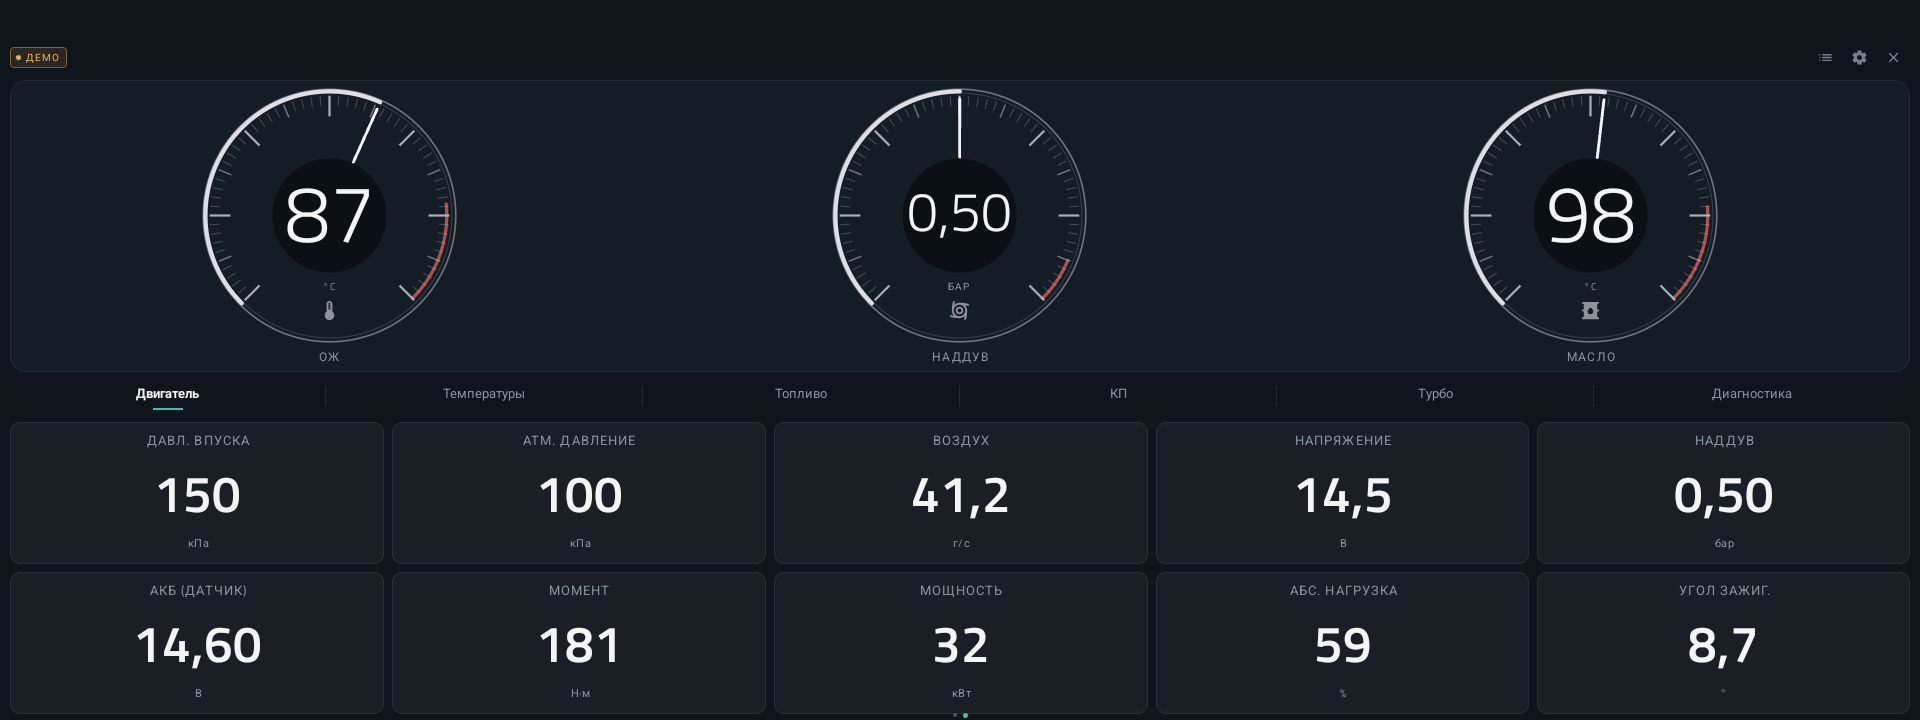 ДЕМО
87
°C
ОЖ
0,50
БАР
НАДДУВ
98
°C
МАСЛО
Двигатель
Температуры
Топливо
КП
Турбо
Диагностика
ДАВЛ. ВПУСКА
150
кПа
АТМ. ДАВЛЕНИЕ
100
кПа
ВОЗДУХ
41,2
г/с
НАПРЯЖЕНИЕ
14,5
В
НАДДУВ
0,50
бар
АКБ (ДАТЧИК)
14,60
В
МОМЕНТ
181
Н·м
МОЩНОСТЬ
32
кВт
АБС. НАГРУЗКА
59
%
УГОЛ ЗАЖИГ.
8,7
°